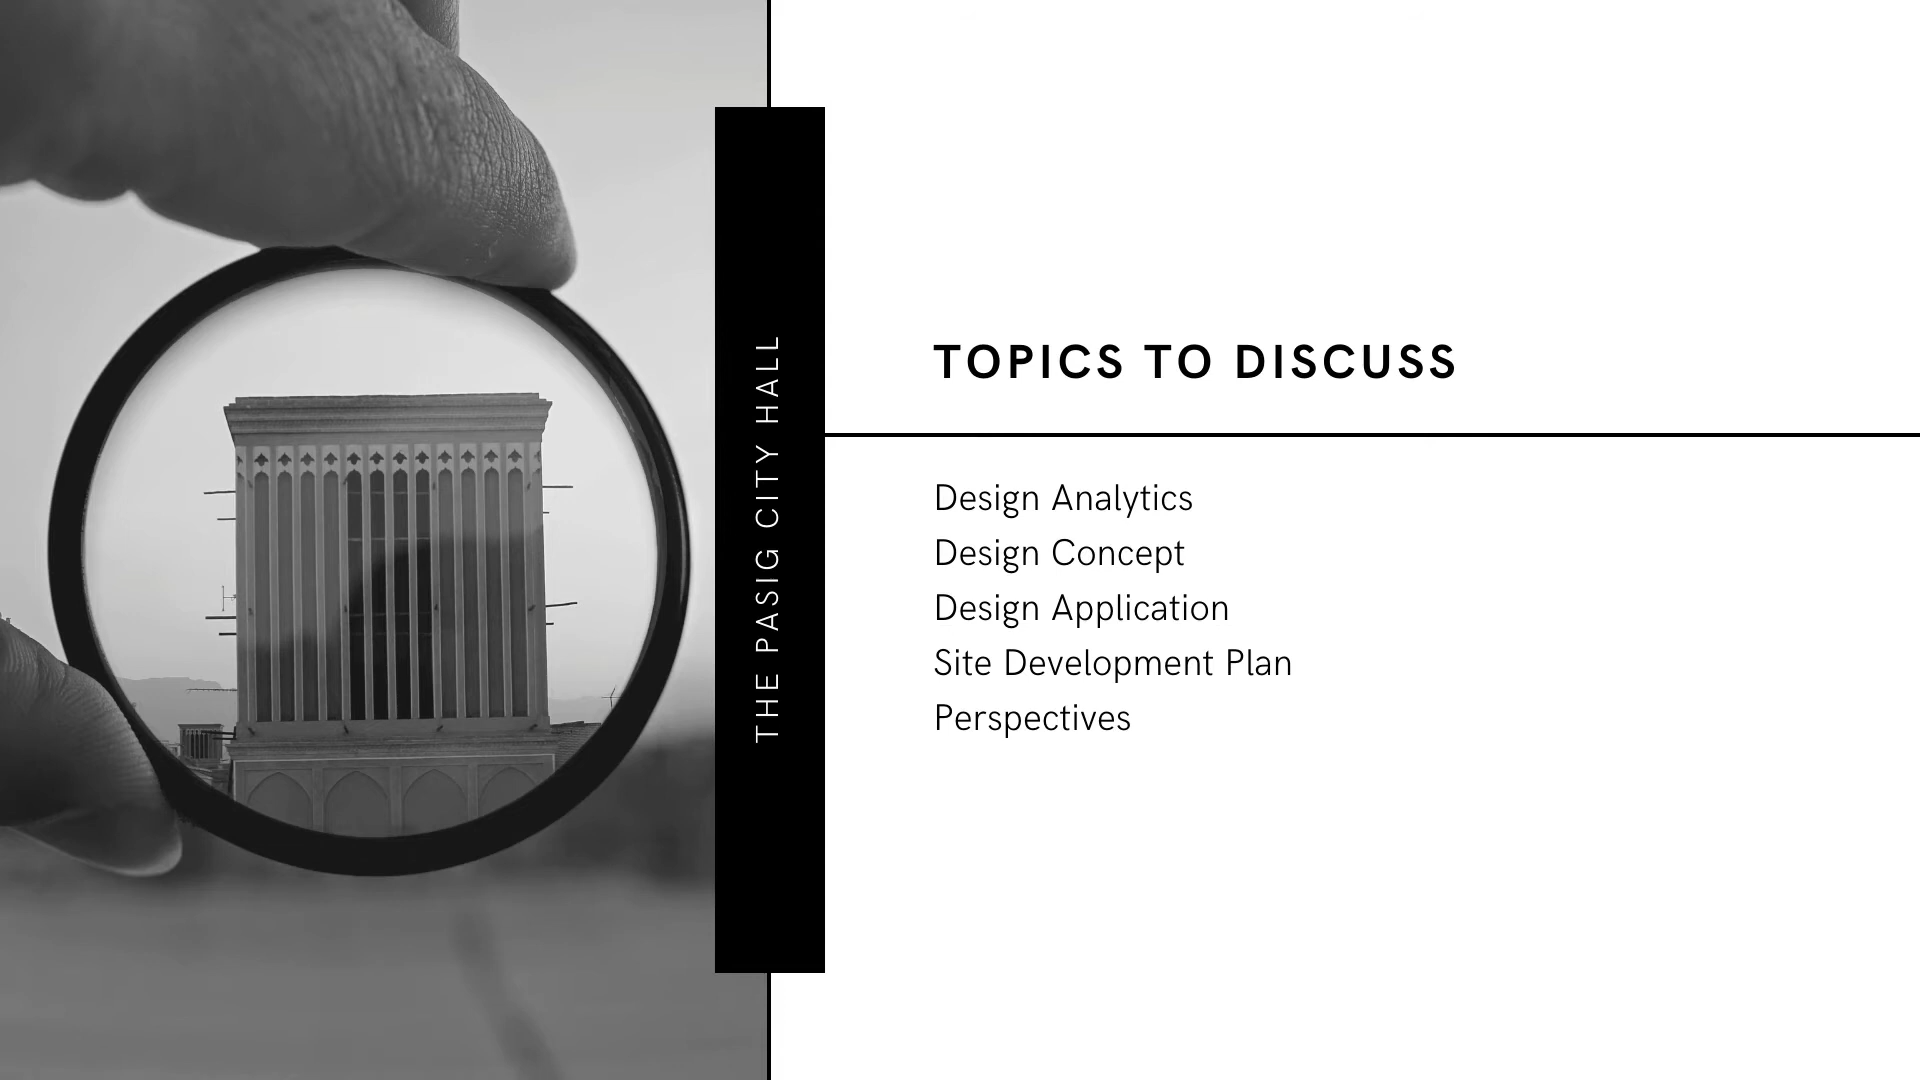 THE PASIG CITY HALL
TOPICS TO DISCUSS
Design Analytics
Design Concept
Design Application
Site Development Plan
Perspectives